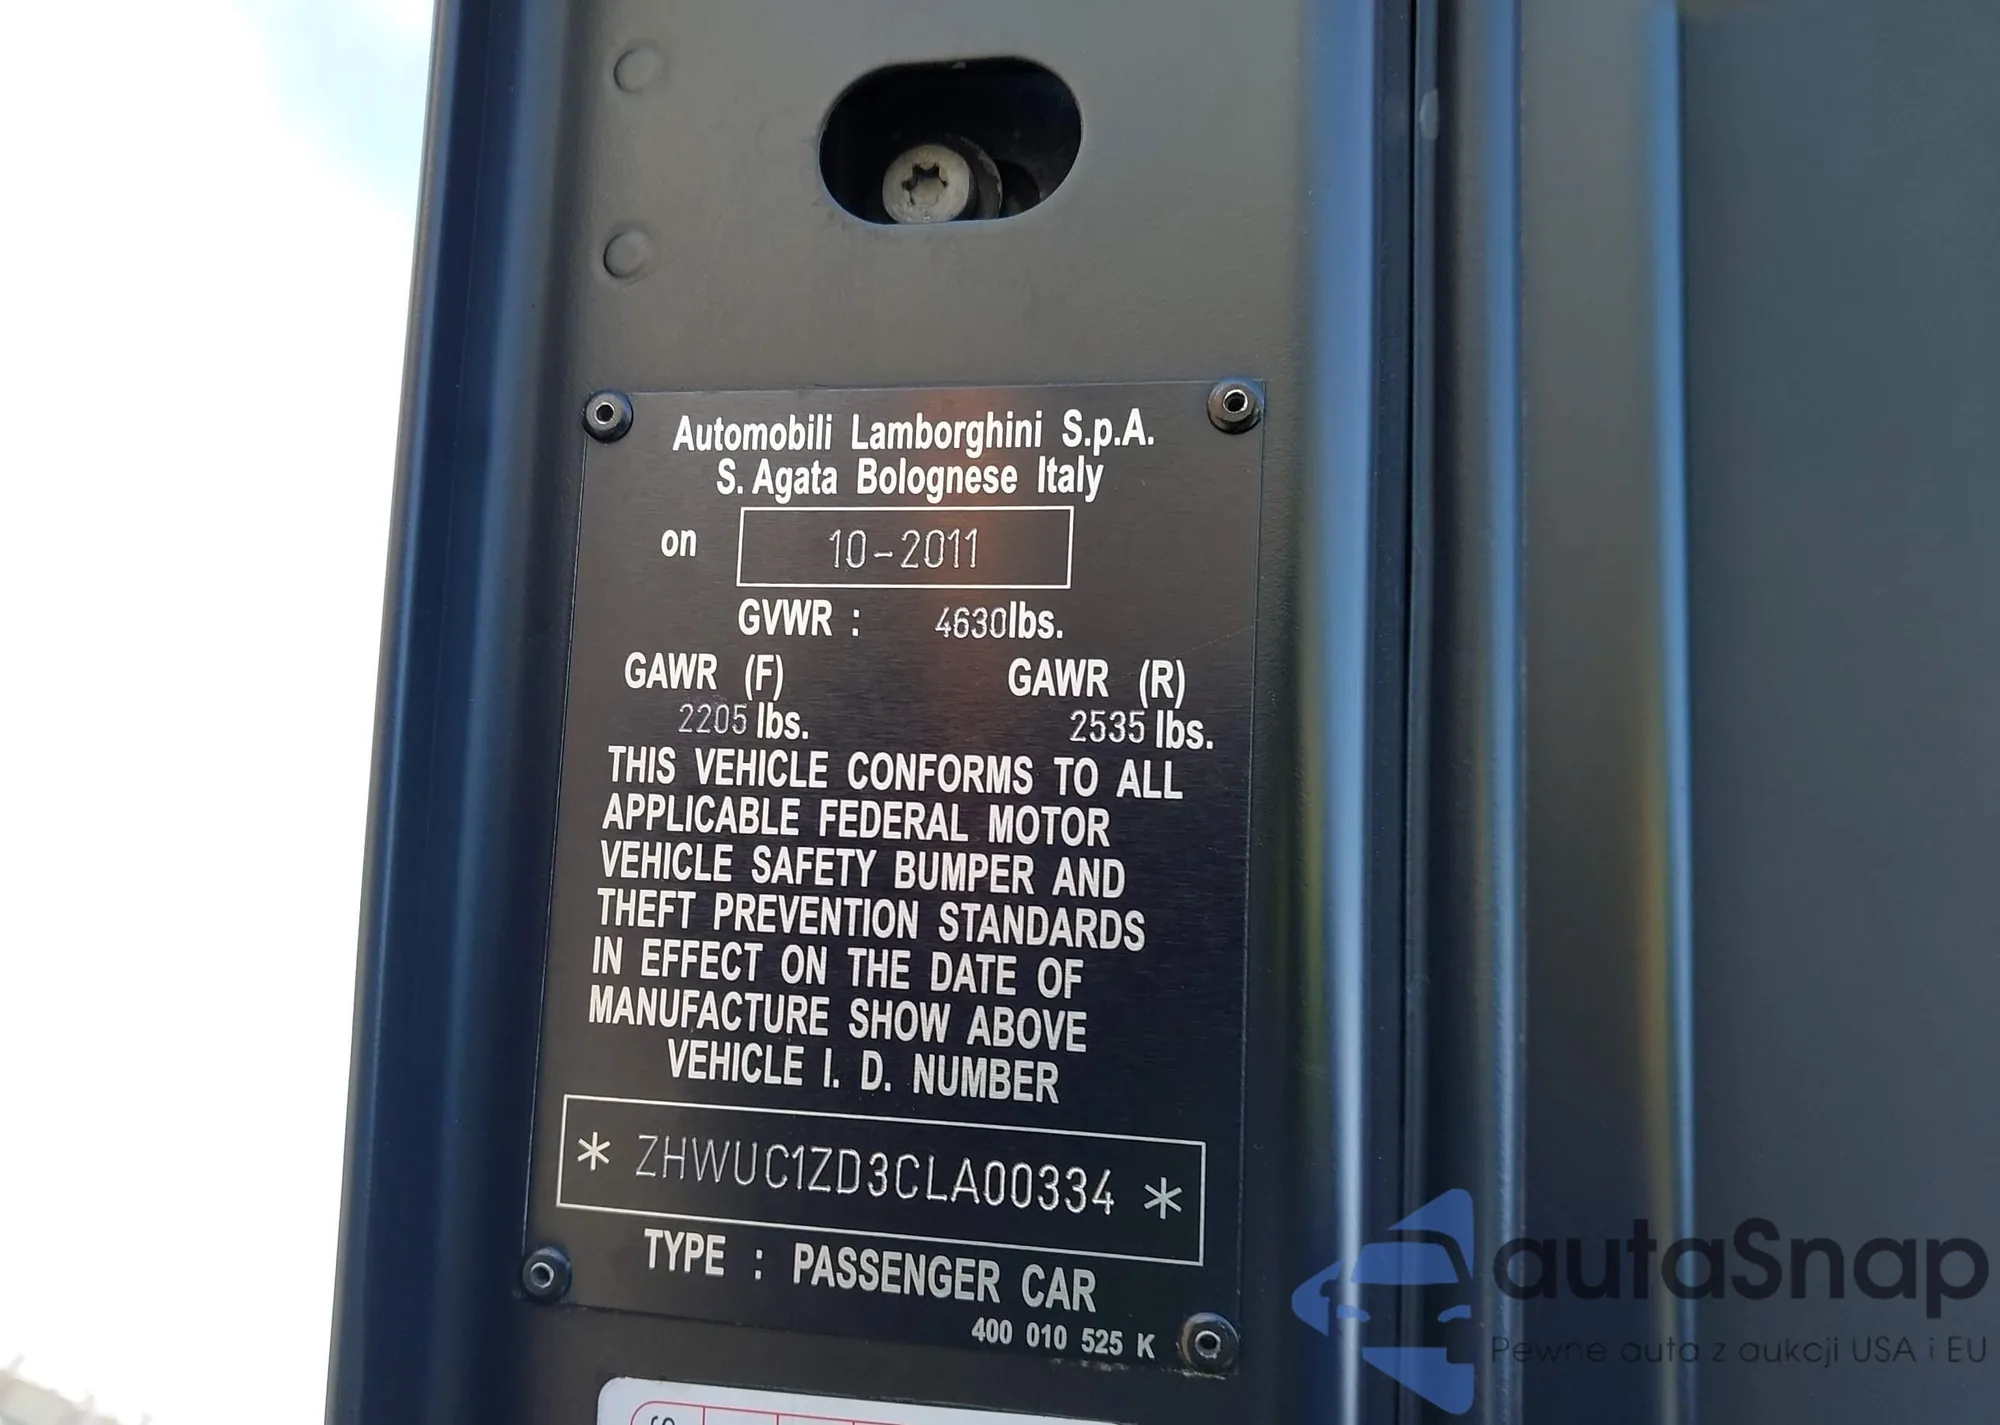 Automobili Lamborghini S.p.A.
S. Agata Bolognese Italy
on 10-2011
GVWR : 4630lbs.
GAWR (F) GAWR (R)
2205 lbs. 2535 lbs.
THIS VEHICLE CONFORMS TO ALL
APPLICABLE FEDERAL MOTOR
VEHICLE SAFETY BUMPER AND
THEFT PREVENTION STANDARDS
IN EFFECT ON THE DATE OF
MANUFACTURE SHOW ABOVE
VEHICLE I. D. NUMBER
* ZHWUC1ZD3CLA00334 *
TYPE : PASSENGER CAR
400 010 525 K
autaSnap
Pewne auta z aukcji USA i EU